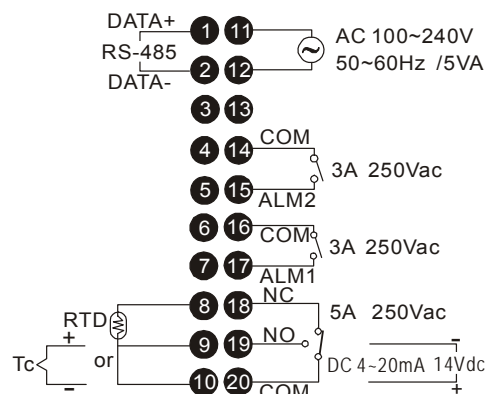 DATA+
RS-485
DATA-
1 11
2 12
3 13
4 14
5 15
6 16
7 17
8 18
9 19
10 20
AC 100~240V
50~60Hz /5VA
COM
3A 250Vac
ALM2
COM
3A 250Vac
ALM1
NC
5A 250Vac
NO
COM
RTD
+
Tc
or
–
–
DC 4~20mA 14Vdc
+